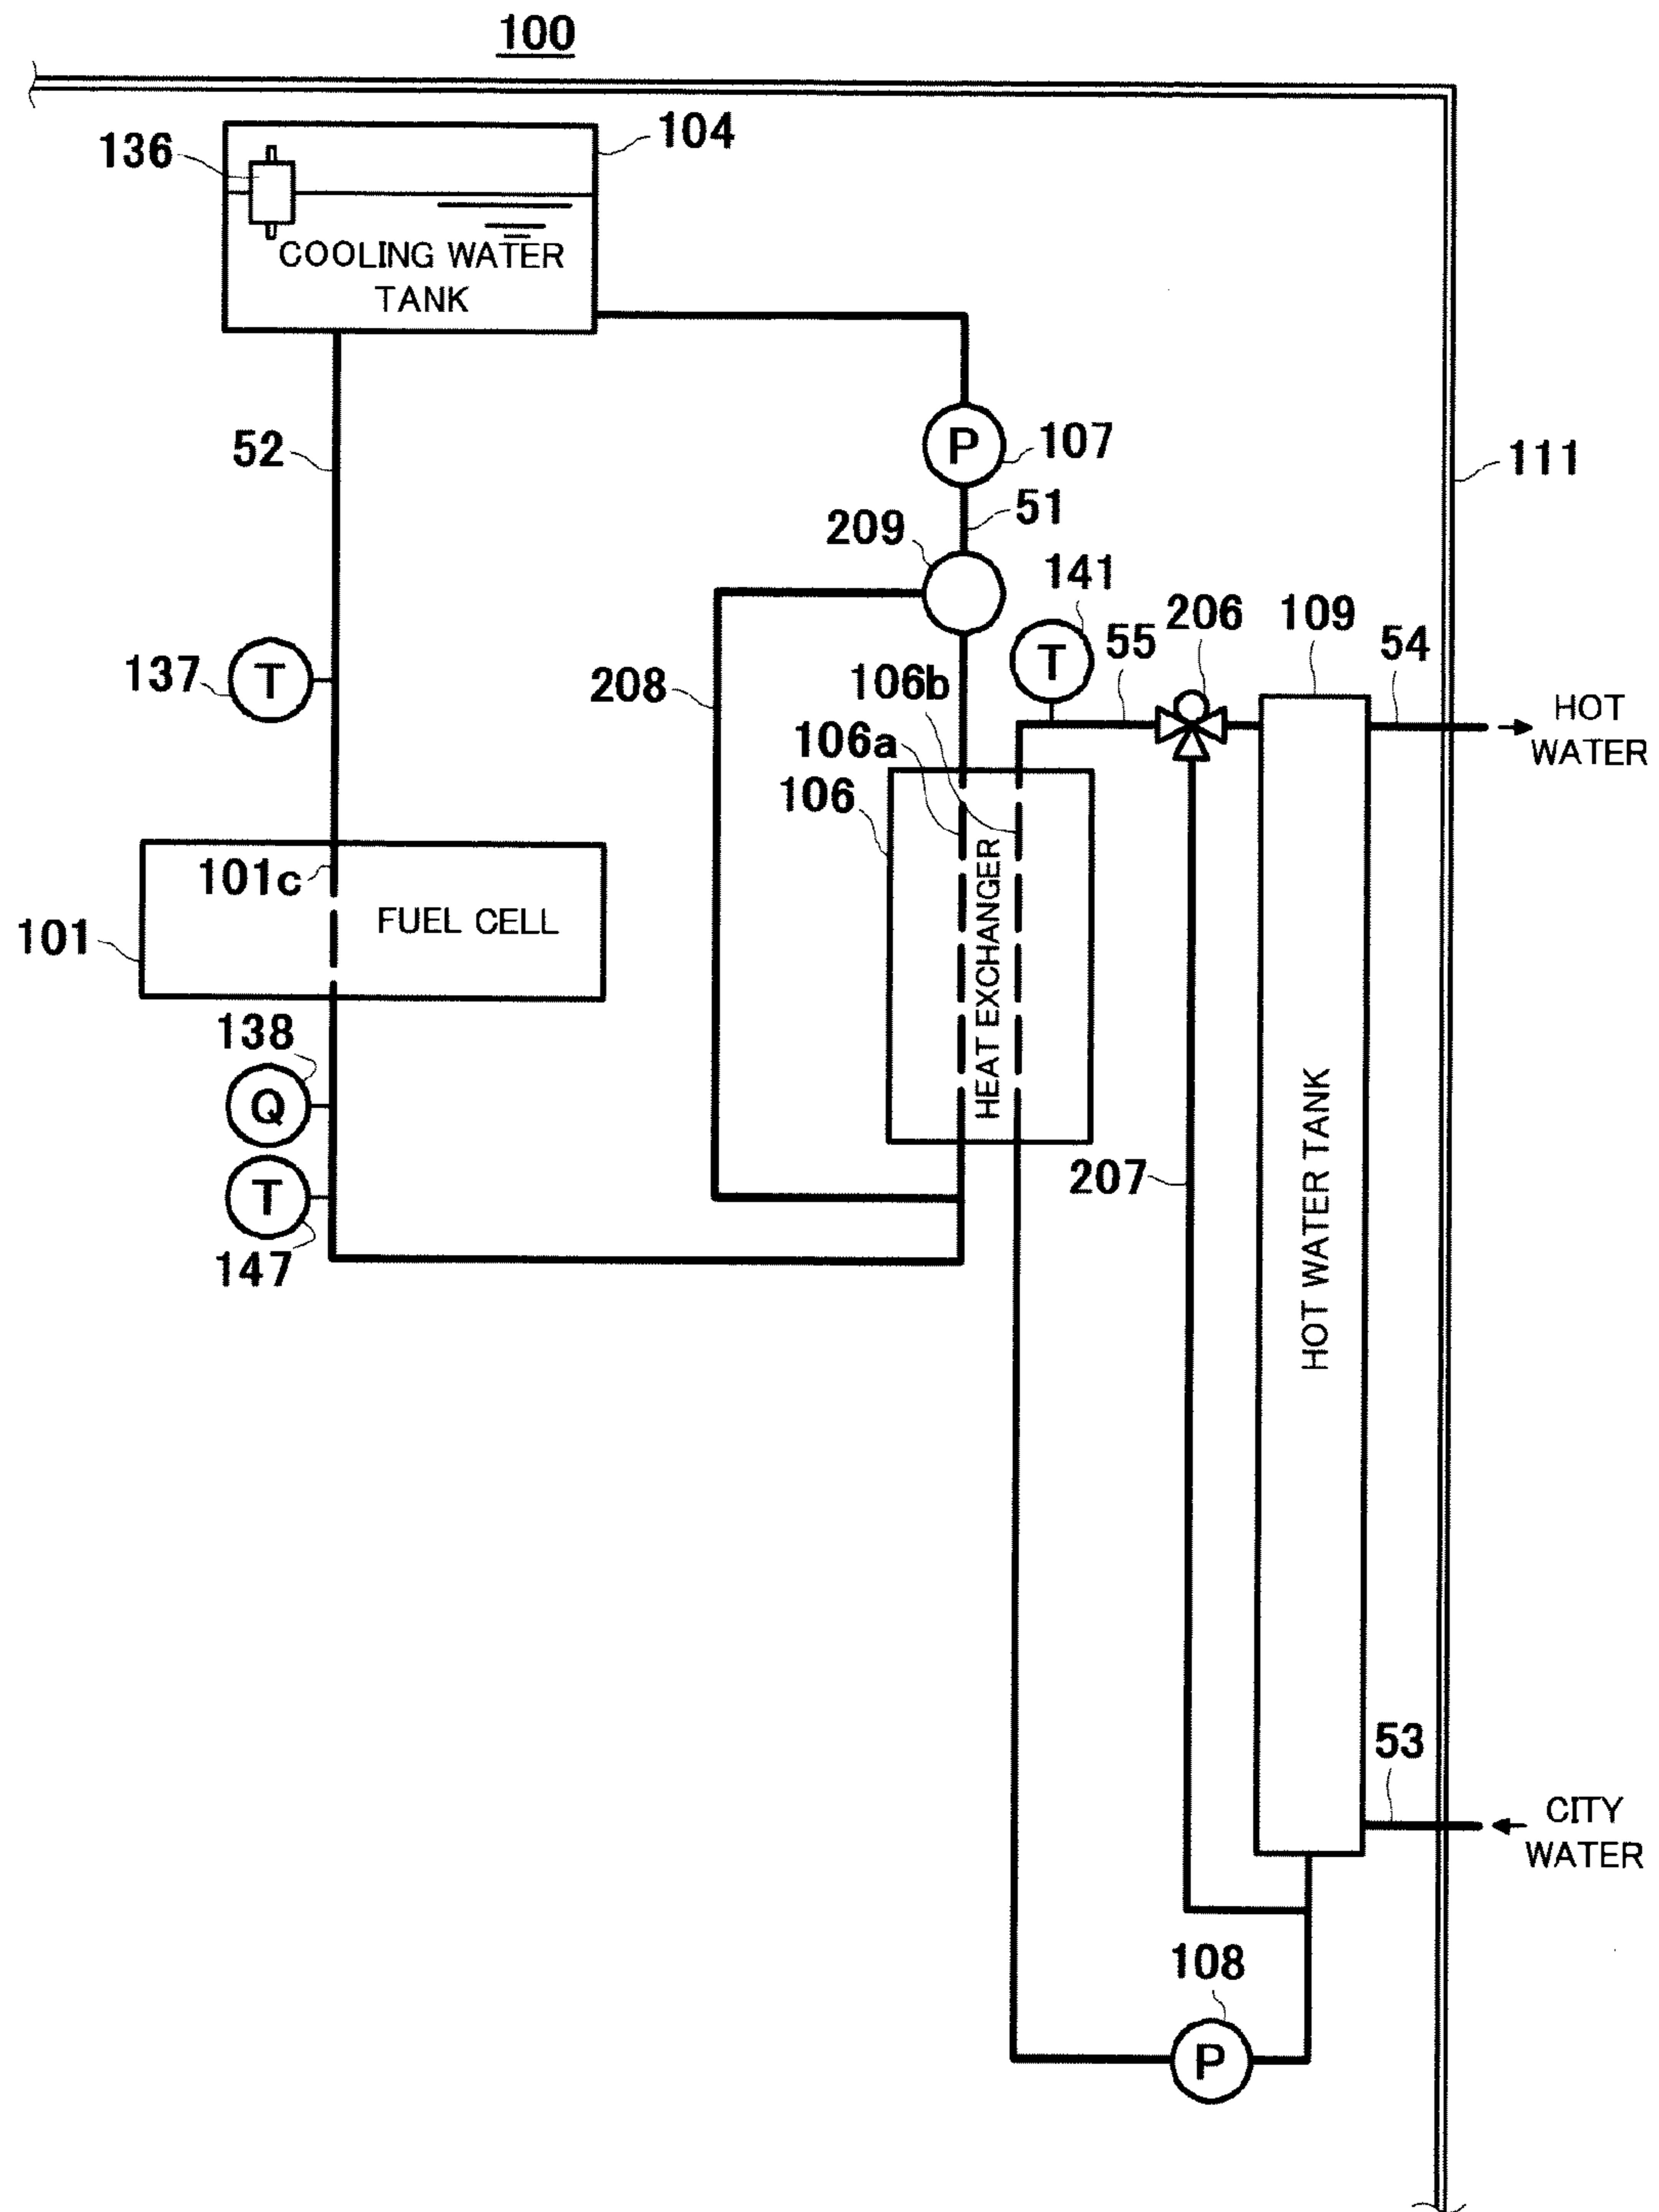 100
104
136
COOLING WATER
TANK
52
P
107
111
51
209
141
T
55
206
109
54
137
T
208
106b
HOT
WATER
106a
106
101c
FUEL CELL
101
HEAT EXCHANGER
138
Q
HOT WATER TANK
207
T
147
53
CITY
WATER
108
P